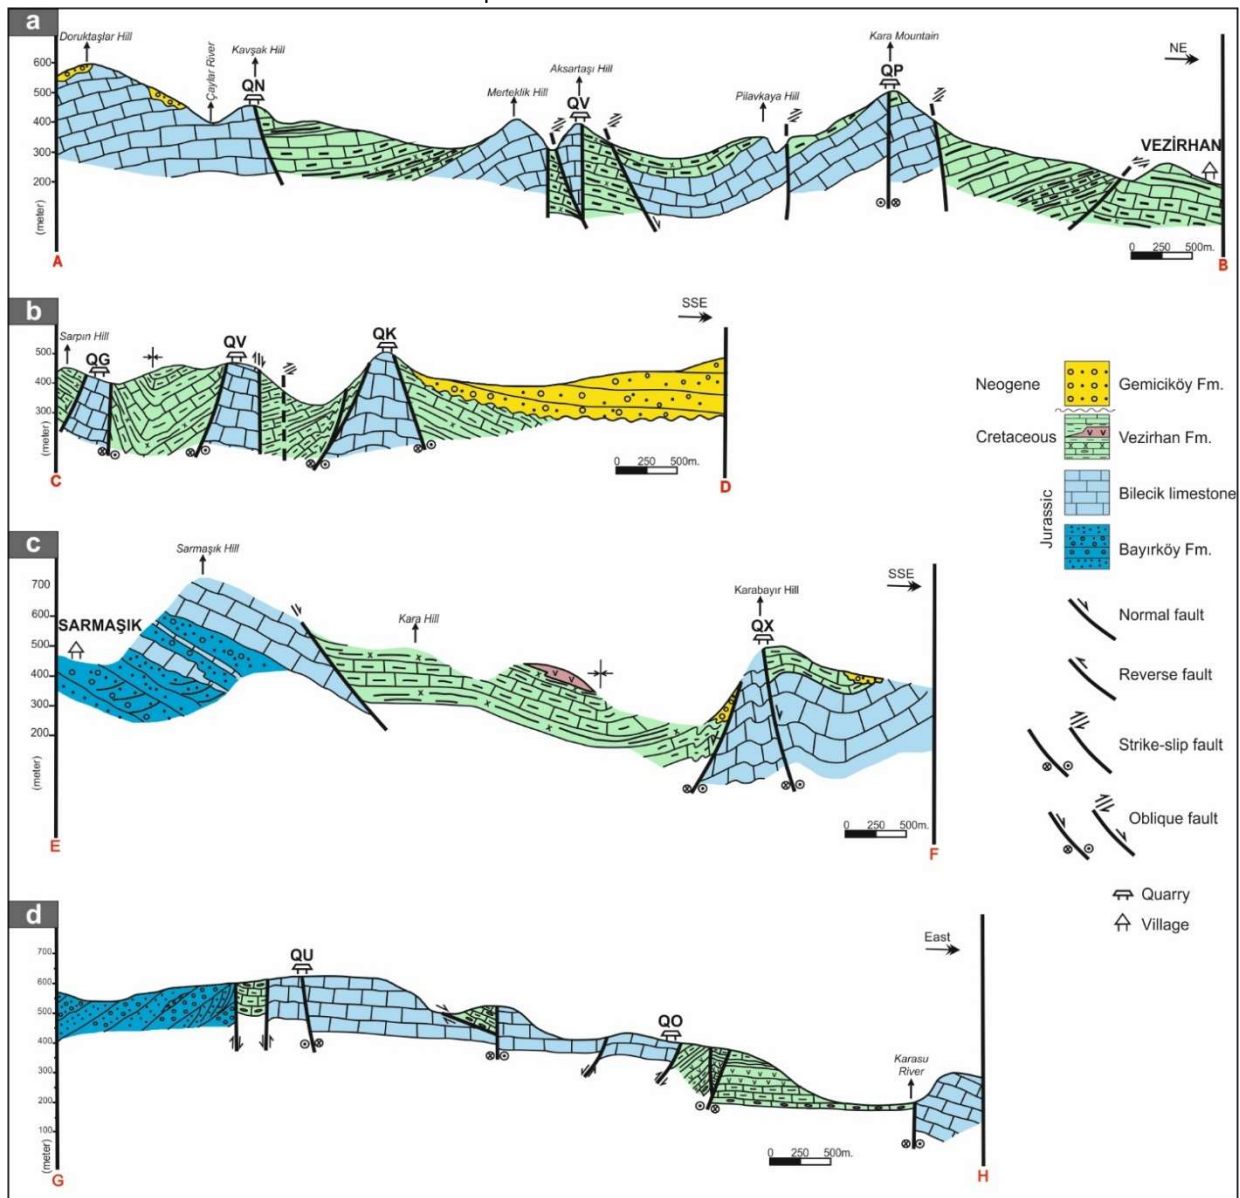 a
Doruktaşlar Hill
Çaylar River
Kavşak Hill
QN
Merteklik Hill
Aksartaşı Hill
QV
Pilavkaya Hill
Kara Mountain
QP
NE
VEZİRHAN
600
500
400
300
200
(meter)
0 250 500m.
A
B
b
Sarpın Hill
QG
QV
QK
SSE
500
400
300
(meter)
0 250 500m.
C
D
Neogene
Gemiciköy Fm.
Cretaceous
Vezirhan Fm.
Jurassic
Bilecik limestone
Bayırköy Fm.
Normal fault
Reverse fault
Strike-slip fault
Oblique fault
Quarry
Village
c
Sarmaşık Hill
SARMAŞIK
Kara Hill
Karabayır Hill
QX
SSE
700
600
500
400
300
200
(meter)
0 250 500m.
E
F
d
QU
QO
Karasu
River
East
700
600
500
400
300
200
100
(meter)
0 250 500m.
G
H